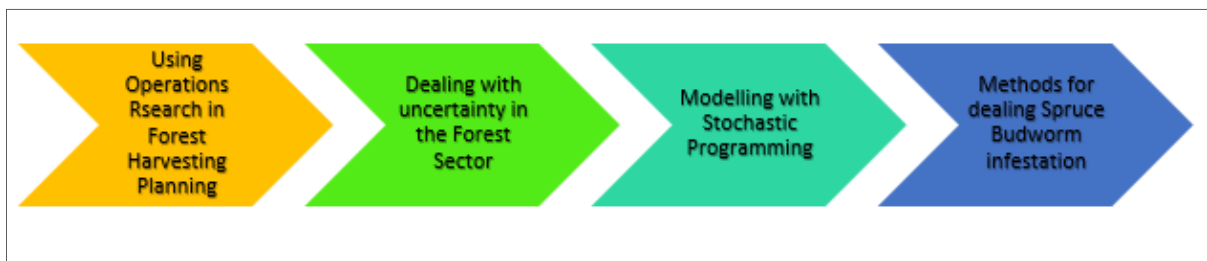 Using
Operations
Rsearch in
Forest
Harvesting
Planning
Dealing with
uncertainty in
the Forest
Sector
Modelling with
Stochastic
Programming
Methods for
dealing Spruce
Budworm
infestation